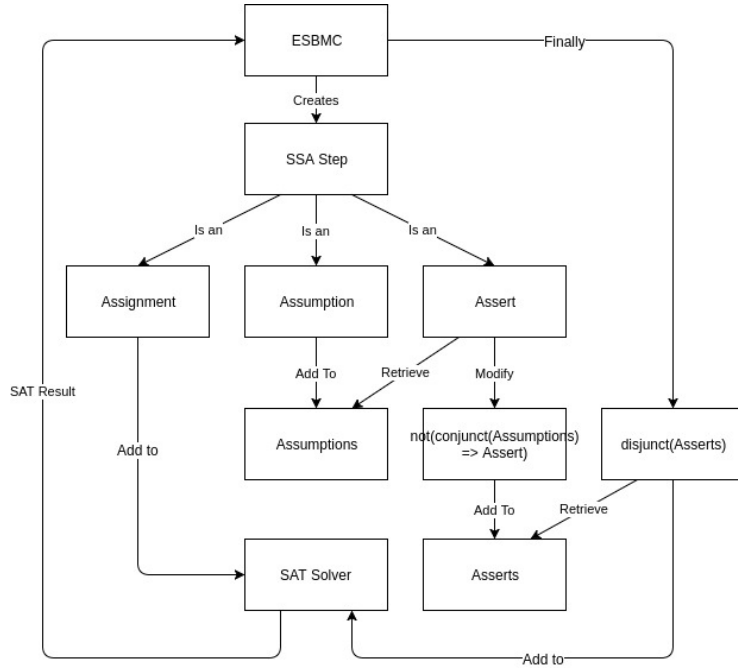 ESBMC
Finally
Creates
SSA Step
Is an
Is an
Is an
Assignment
Assumption
Assert
SAT Result
Add To
Retrieve
Modify
Assumptions
not(conjunct(Assumptions)
=> Assert)
disjunct(Asserts)
Add to
Add To
Retrieve
SAT Solver
Asserts
Add to